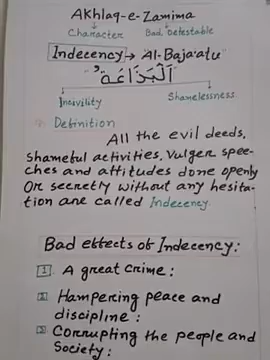 Akhlaq-e-Zamima
Character Bad, Detestable
Indecency → "Al-Baja'atu"
اَلْبَذَاعَةُ
Incivility Shamelessness
Definition
All the evil deeds,
shameful activities, Vulger spee-
ches and attitudes done openly
Or secretly without any hesita-
tion are called Indecency.
Bad effects of Indecency:
1 A great crime:
2 Hampering peace and
discipline:
3 Corrupting the people and
Society: